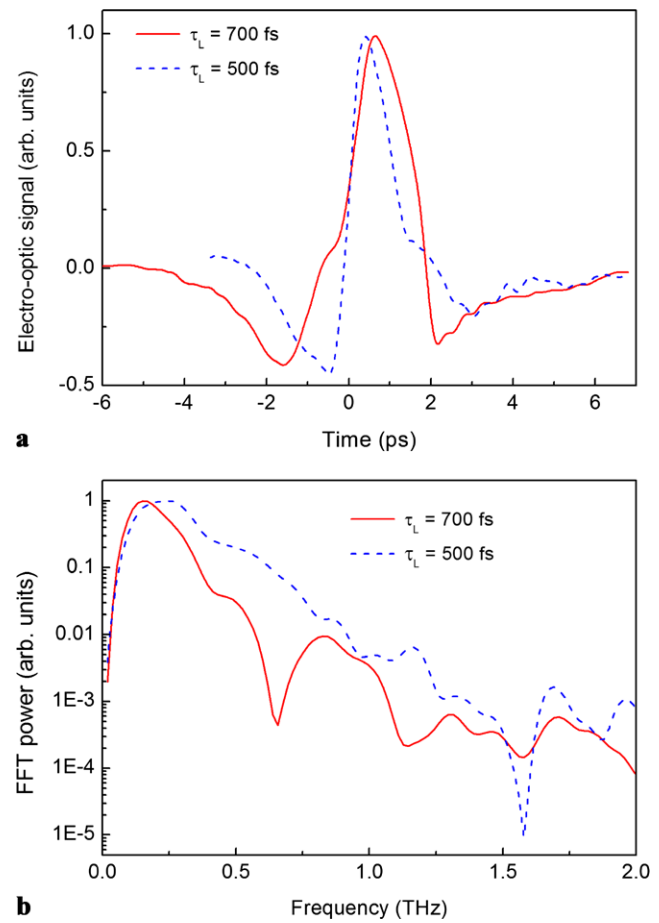 τL = 700 fs
τL = 500 fs
1.0
0.5
0.0
-0.5
Electro-optic signal (arb. units)
-6 -4 -2 0 2 4 6
Time (ps)
a
τL = 700 fs
τL = 500 fs
1
0.1
0.01
1E-3
1E-4
1E-5
FFT power (arb. units)
0.0 0.5 1.0 1.5 2.0
Frequency (THz)
b